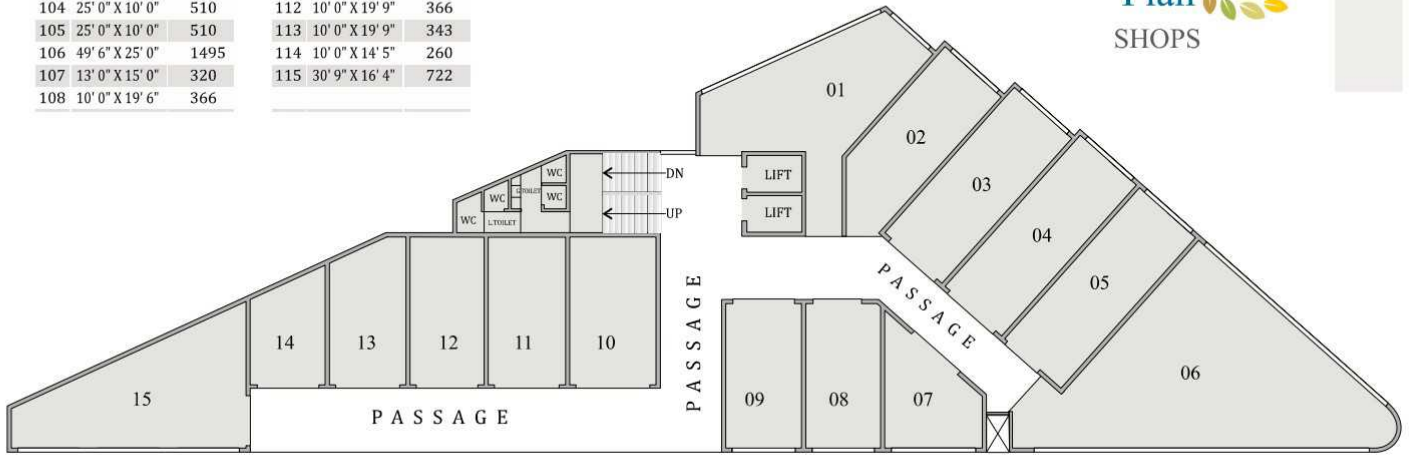 104 25' 0" X 10' 0" 510
105 25' 0" X 10' 0" 510
106 49' 6" X 25' 0" 1495
107 13' 0" X 15' 0" 320
108 10' 0" X 19' 6" 366
112 10' 0" X 19' 9" 366
113 10' 0" X 19' 9" 343
114 10' 0" X 14' 5" 260
115 30' 9" X 16' 4" 722
Plan
SHOPS
01
02
03
04
05
06
07
08
09
10
11
12
13
14
15
LIFT
LIFT
DN
UP
WC
WC
WC
WC
G.TOILET
L.TOILET
PASSAGE
PASSAGE
PASSAGE